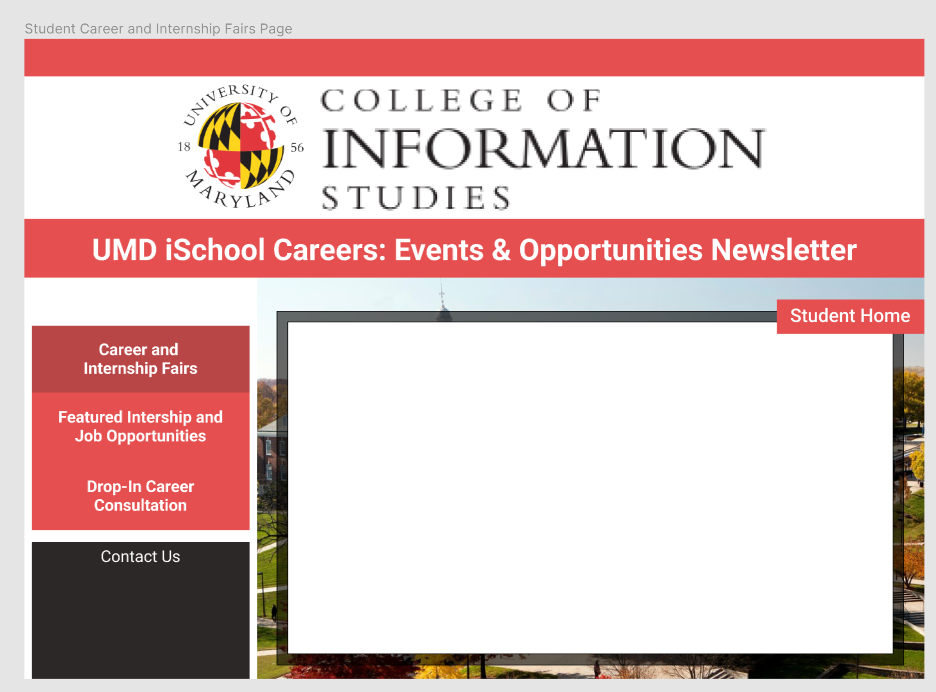 Student Career and Internship Fairs Page
UNIVERSITY OF
18 56
MARYLAND
COLLEGE OF
INFORMATION
STUDIES
UMD iSchool Careers: Events & Opportunities Newsletter
Student Home
Career and
Internship Fairs
Featured Intership and
Job Opportunities
Drop-In Career
Consultation
Contact Us